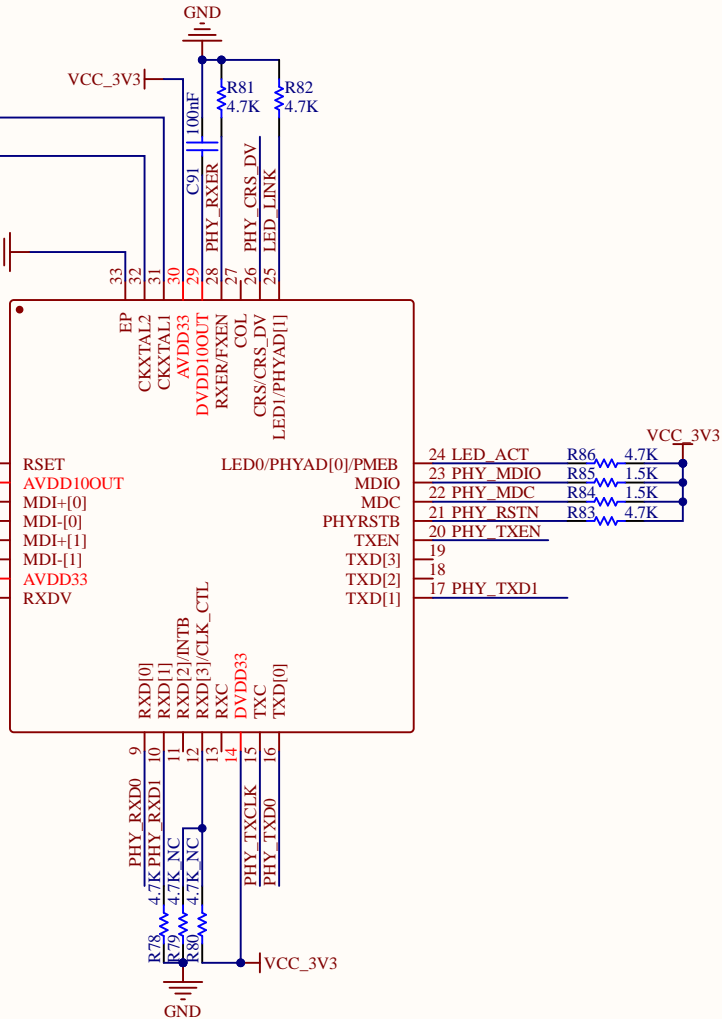 GND
VCC_3V3
R81
4.7K
R82
4.7K
100nF
C91
PHY_RXER
PHY_CRS_DV
LED_LINK
33
32
31
30
29
28
27
26
25
EP
CKXTAL2
CKXTAL1
AVDD33
DVDD10OUT
RXER/FXEN
COL
CRS/CRS_DV
LED1/PHYAD[1]
RSET
AVDD10OUT
MDI+[0]
MDI-[0]
MDI+[1]
MDI-[1]
AVDD33
RXDV
LED0/PHYAD[0]/PMEB
MDIO
MDC
PHYRSTB
TXEN
TXD[3]
TXD[2]
TXD[1]
VCC_3V3
24 LED_ACT R86 4.7K
23 PHY_MDIO R85 1.5K
22 PHY_MDC R84 1.5K
21 PHY_RSTN R83 4.7K
20 PHY_TXEN
19
18
17 PHY_TXD1
RXD[0]
RXD[1]
RXD[2]/INTB
RXD[3]/CLK_CTL
RXC
DVDD33
TXC
TXD[0]
9
10
11
12
13
14
15
16
PHY_RXD0
PHY_RXD1
PHY_TXCLK
PHY_TXD0
4.7K
4.7K_NC
4.7K_NC
R78
R79
R80
VCC_3V3
GND